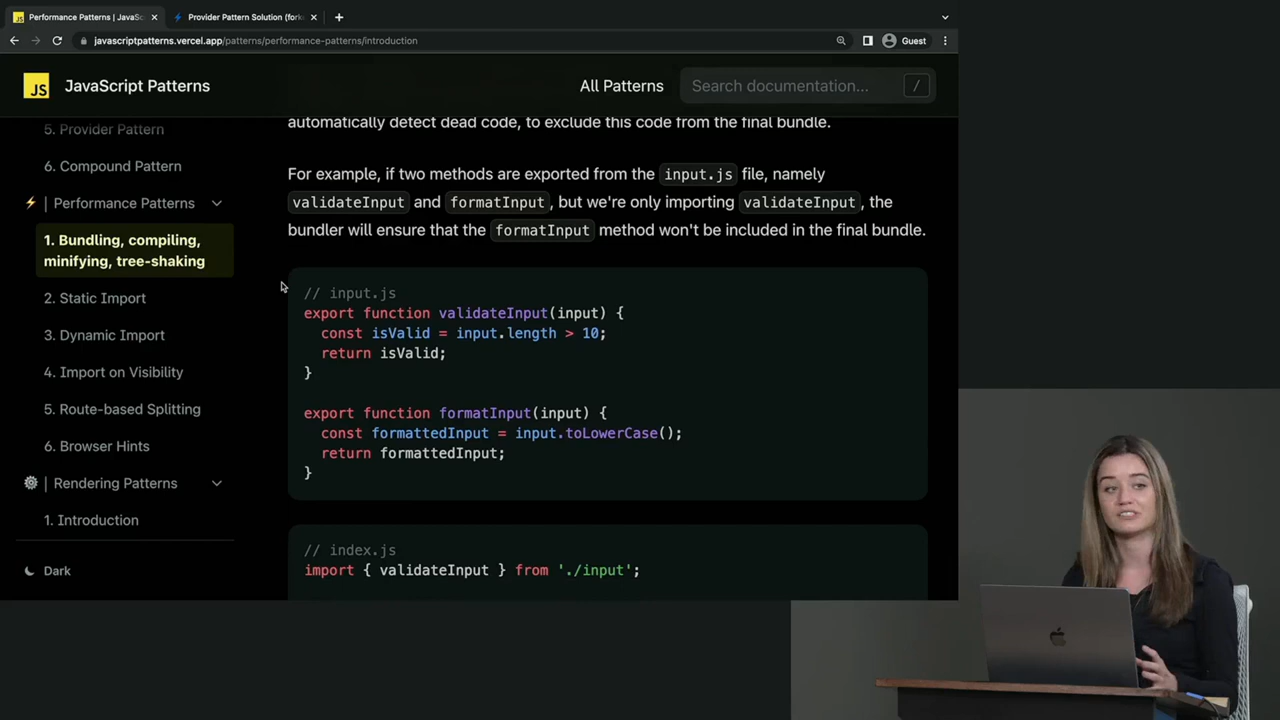 Performance Patterns | JavaSc
Provider Pattern Solution (fork
javascriptpatterns.vercel.app/patterns/performance-patterns/introduction
Guest
JS
JavaScript Patterns
All Patterns
Search documentation...
/
5. Provider Pattern
6. Compound Pattern
| Performance Patterns
1. Bundling, compiling,
minifying, tree-shaking
2. Static Import
3. Dynamic Import
4. Import on Visibility
5. Route-based Splitting
6. Browser Hints
| Rendering Patterns
1. Introduction
Dark
automatically detect dead code, to exclude this code from the final bundle.
For example, if two methods are exported from the input.js file, namely
validateInput and formatInput, but we're only importing validateInput, the
bundler will ensure that the formatInput method won't be included in the final bundle.
// input.js
export function validateInput(input) {
  const isValid = input.length > 10;
  return isValid;
}
export function formatInput(input) {
  const formattedInput = input.toLowerCase();
  return formattedInput;
}
// index.js
import { validateInput } from './input';